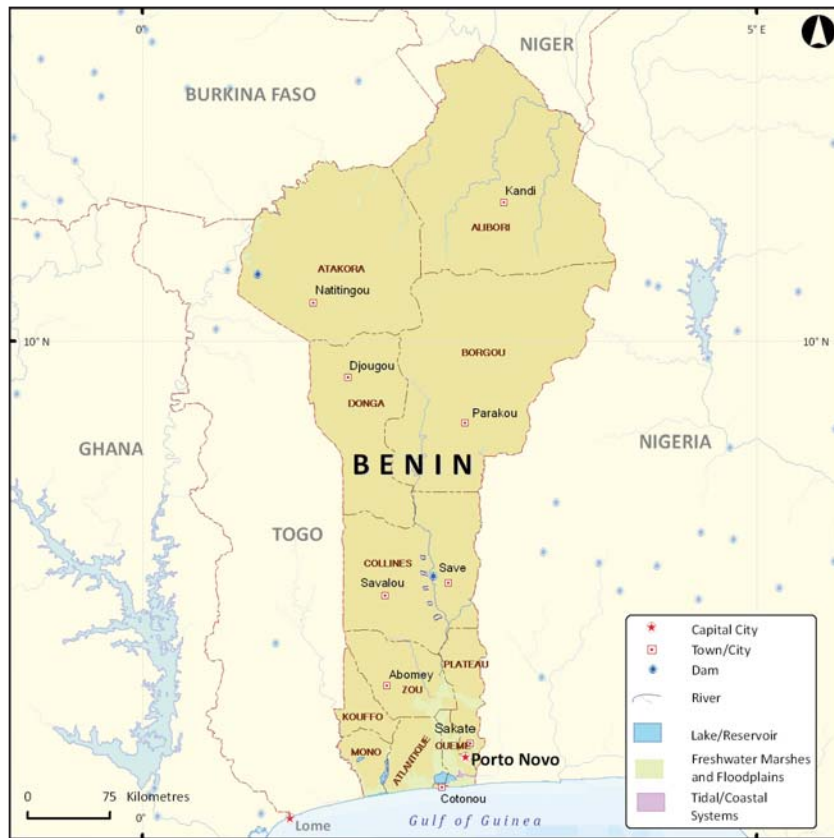 0°
5° E
NIGER
BURKINA FASO
Kandi
ALIBORI
ATAKORA
Natitingou
10° N
10° N
BORGOU
Djougou
DONGA
Parakou
GHANA
NIGERIA
BENIN
TOGO
COLLINES
Save
Savalou
Capital City
Town/City
Dam
River
Lake/Reservoir
Freshwater Marshes
and Floodplains
Tidal/Coastal
Systems
PLATEAU
Abomey
ZOU
KOUFFO
Sakate
OUEME
MONO
ATLANTIQUE
Porto Novo
Cotonou
0 75 Kilometres
0°
Lome
Gulf of Guinea